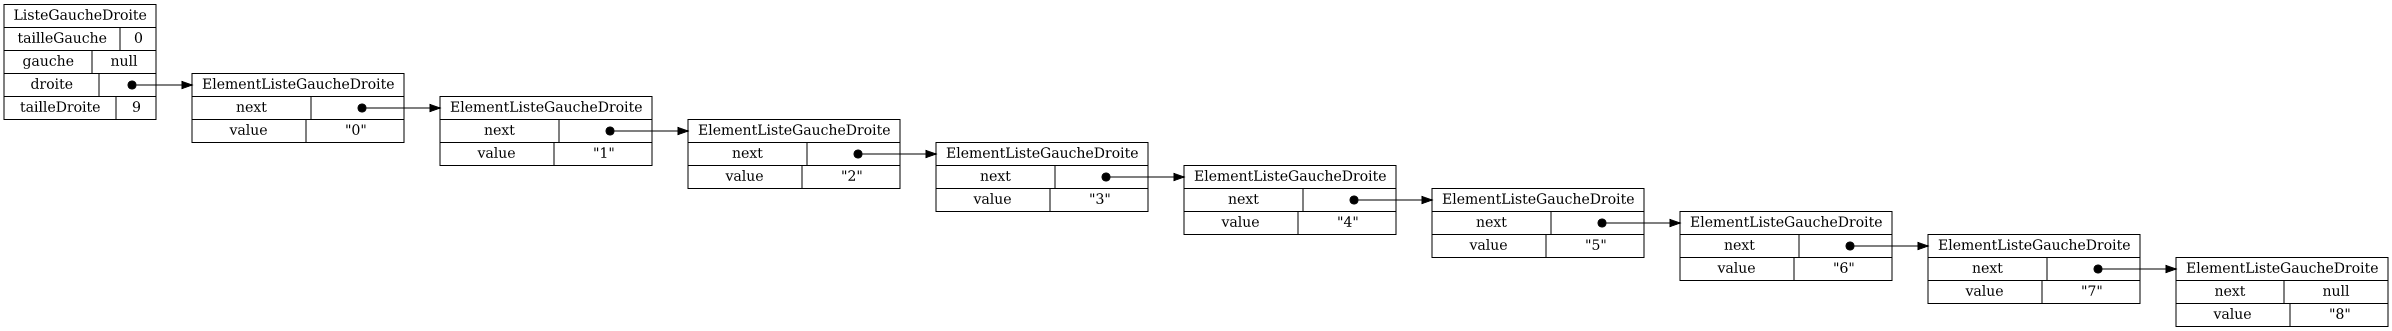 ListeGaucheDroite
tailleGauche 0
gauche null
droite
tailleDroite 9
ElementListeGaucheDroite
next
value "0"
ElementListeGaucheDroite
next
value "1"
ElementListeGaucheDroite
next
value "2"
ElementListeGaucheDroite
next
value "3"
ElementListeGaucheDroite
next
value "4"
ElementListeGaucheDroite
next
value "5"
ElementListeGaucheDroite
next
value "6"
ElementListeGaucheDroite
next
value "7"
ElementListeGaucheDroite
next null
value "8"